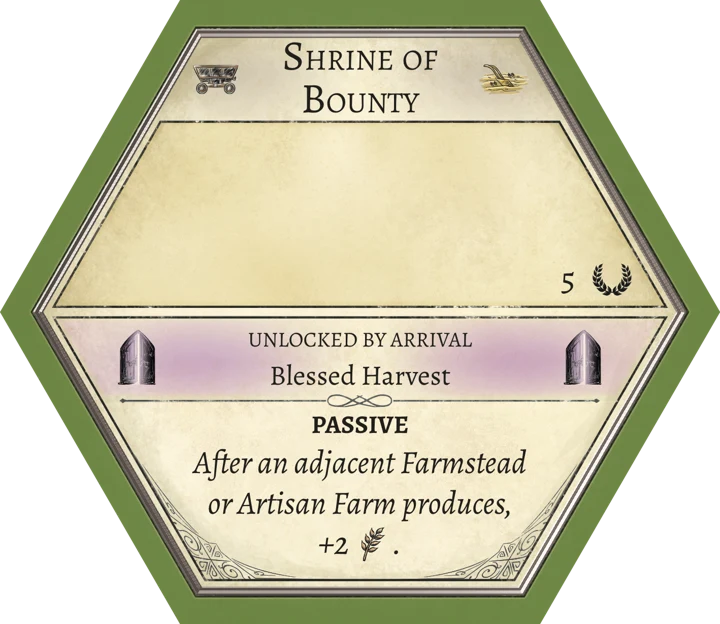 SHRINE OF
BOUNTY
5
UNLOCKED BY ARRIVAL
Blessed Harvest
PASSIVE
After an adjacent Farmstead
or Artisan Farm produces,
+2 .